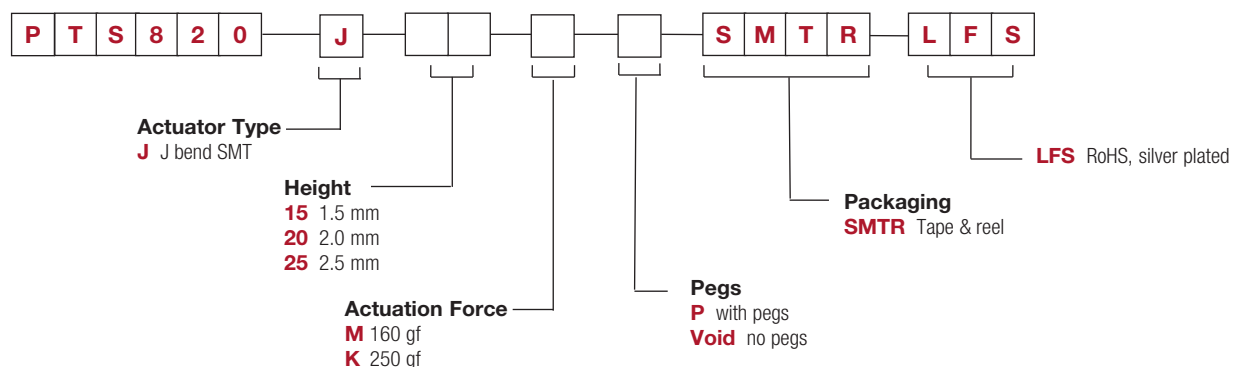 P T S 8 2 0 J S M T R L F S
Actuator Type
J J bend SMT
LFS RoHS, silver plated
Height
15 1.5 mm
20 2.0 mm
25 2.5 mm
Packaging
SMTR Tape & reel
Pegs
P with pegs
Void no pegs
Actuation Force
M 160 gf
K 250 gf